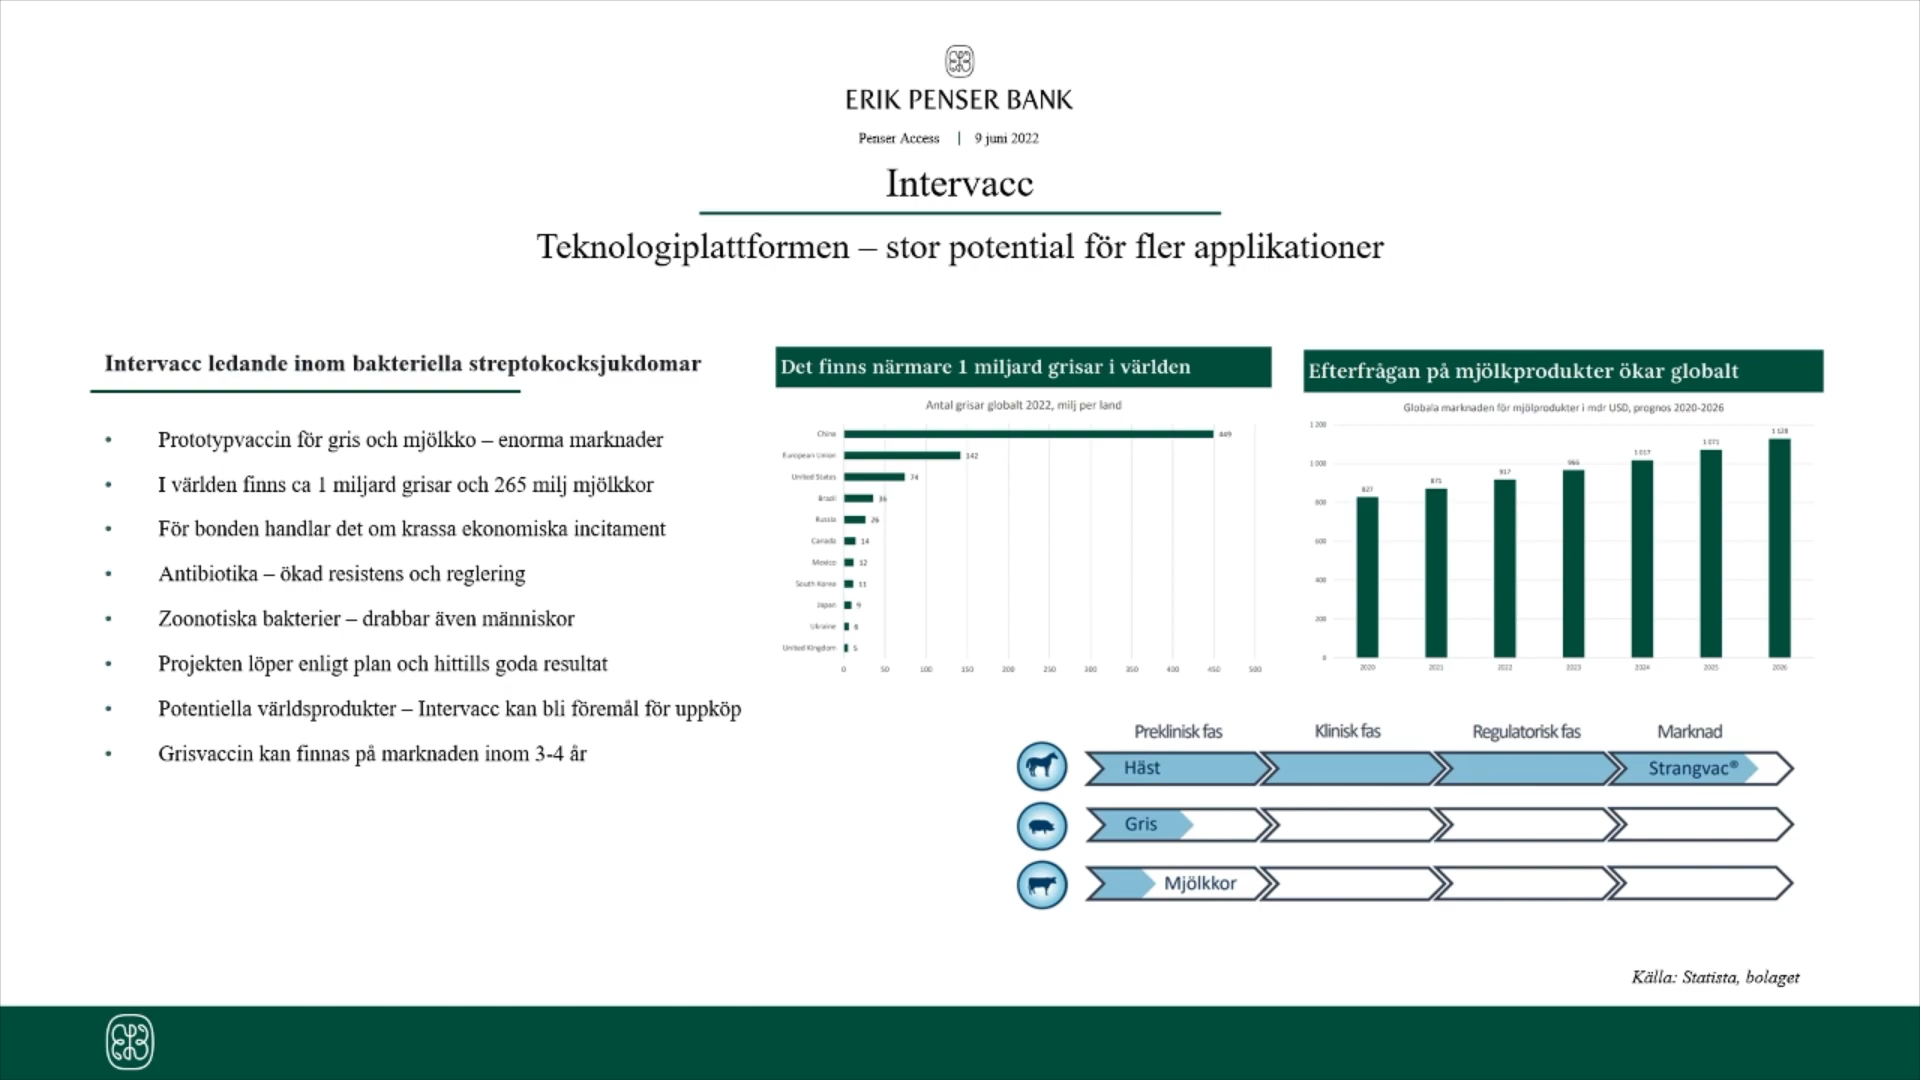 ERIK PENSER BANK
Penser Access | 9 juni 2022
Intervacc
Teknologiplattformen – stor potential för fler applikationer
Intervacc ledande inom bakteriella streptokocksjukdomar
• Prototypvaccin för gris och mjölkko – enorma marknader
• I världen finns ca 1 miljard grisar och 265 milj mjölkkor
• För bonden handlar det om krassa ekonomiska incitament
• Antibiotika – ökad resistens och reglering
• Zoonotiska bakterier – drabbar även människor
• Projekten löper enligt plan och hittills goda resultat
• Potentiella världsprodukter – Intervacc kan bli föremål för uppköp
• Grisvaccin kan finnas på marknaden inom 3-4 år
Det finns närmare 1 miljard grisar i världen
Antal grisar globalt 2022, milj per land
China 449
European Union 142
United States 74
Brazil 36
Russia 26
Canada 14
Mexico 12
South Korea 11
Japan 9
Ukraine 6
United Kingdom 5
0 50 100 150 200 250 300 350 400 450 500
Efterfrågan på mjölkprodukter ökar globalt
Globala marknaden för mjölprodukter i mdr USD, prognos 2020-2026
1 200
1 000
800
600
400
200
0
827 871 917 966 1 017 1 071 1 128
2020 2021 2022 2023 2024 2025 2026
Preklinisk fas Klinisk fas Regulatorisk fas Marknad
Häst Strangvac®
Gris
Mjölkkor
Källa: Statista, bolaget